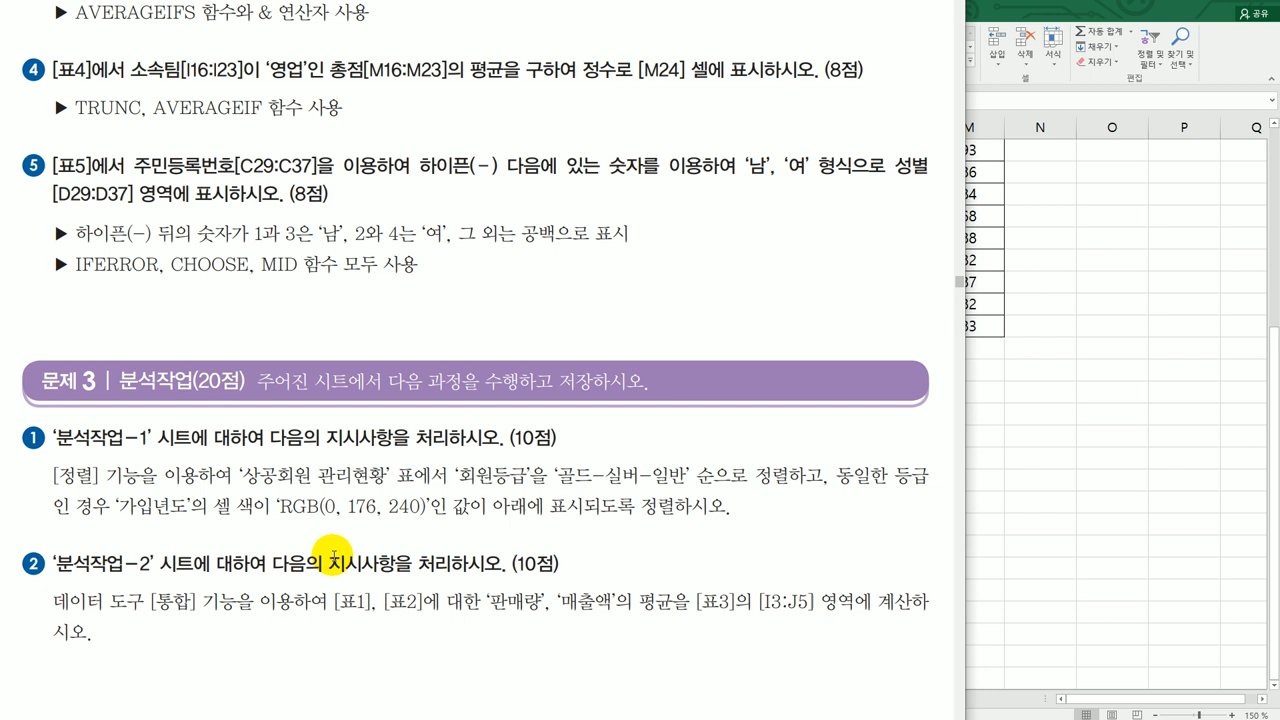 ▶ AVERAGEIFS 함수와 & 연산자 사용
4 [표4]에서 소속팀[I16:I23]이 ‘영업’인 총점[M16:M23]의 평균을 구하여 정수로 [M24] 셀에 표시하시오. (8점)
▶ TRUNC, AVERAGEIF 함수 사용
5 [표5]에서 주민등록번호[C29:C37]을 이용하여 하이픈(-) 다음에 있는 숫자를 이용하여 ‘남’, ‘여’ 형식으로 성별
[D29:D37] 영역에 표시하시오. (8점)
▶ 하이픈(-) 뒤의 숫자가 1과 3은 ‘남’, 2와 4는 ‘여’, 그 외는 공백으로 표시
▶ IFERROR, CHOOSE, MID 함수 모두 사용
문제 3 | 분석작업(20점) 주어진 시트에서 다음 과정을 수행하고 저장하시오.
1 ‘분석작업-1’ 시트에 대하여 다음의 지시사항을 처리하시오. (10점)
[정렬] 기능을 이용하여 ‘상공회원 관리현황’ 표에서 ‘회원등급’을 ‘골드-실버-일반’ 순으로 정렬하고, 동일한 등급
인 경우 ‘가입년도’의 셀 색이 ‘RGB(0, 176, 240)’인 값이 아래에 표시되도록 정렬하시오.
2 ‘분석작업-2’ 시트에 대하여 다음의 지시사항을 처리하시오. (10점)
데이터 도구 [통합] 기능을 이용하여 [표1], [표2]에 대한 ‘판매량’, ‘매출액’의 평균을 [표3]의 [I3:J5] 영역에 계산하
시오.
공유
삽입 삭제 서식
셀
자동 합계
채우기
지우기
정렬 및 필터
찾기 및 선택
편집
M N O P Q
93
36
34
68
38
32
37
32
33
150 %